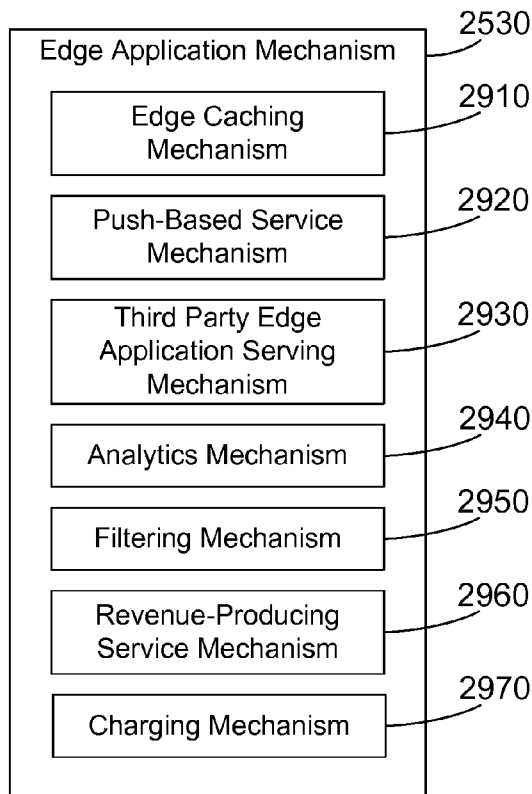 2530
Edge Application Mechanism
2910
Edge Caching
Mechanism
2920
Push-Based Service
Mechanism
2930
Third Party Edge
Application Serving
Mechanism
2940
Analytics Mechanism
2950
Filtering Mechanism
2960
Revenue-Producing
Service Mechanism
2970
Charging Mechanism